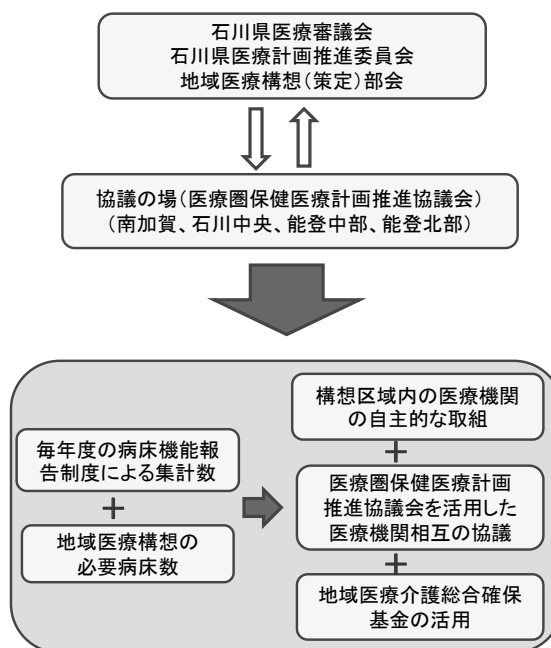 石川県医療審議会
石川県医療計画推進委員会
地域医療構想(策定)部会
協議の場(医療圏保健医療計画推進協議会)
(南加賀、石川中央、能登中部、能登北部)
毎年度の病床機能報
告制度による集計数
+
地域医療構想の
必要病床数
構想区域内の医療機関
の自主的な取組
+
医療圏保健医療計画
推進協議会を活用した
医療機関相互の協議
+
地域医療介護総合確保
基金の活用